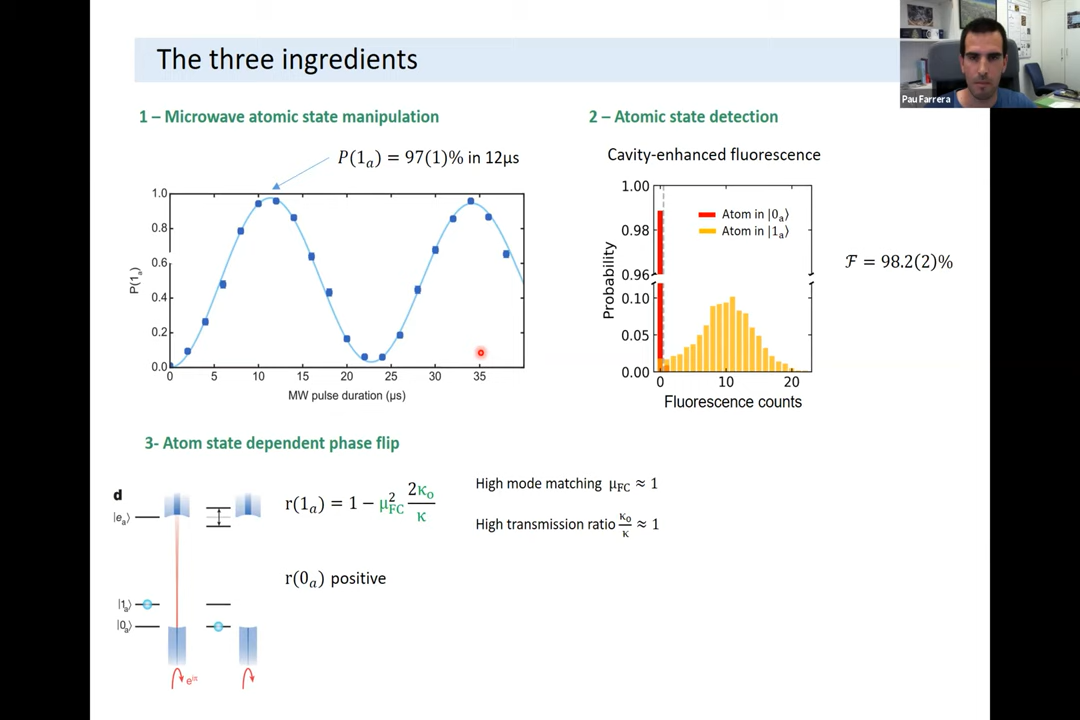 The three ingredients
Pau Farrera
1 – Microwave atomic state manipulation
P(1ₐ) = 97(1)% in 12µs
1.0
0.8
0.6
0.4
0.2
0.0
P(1ₐ)
0 5 10 15 20 25 30 35
MW pulse duration (µs)
2 – Atomic state detection
Cavity-enhanced fluorescence
1.00
0.98
0.96
0.10
0.05
0.00
Probability
Atom in |0ₐ⟩
Atom in |1ₐ⟩
0 10 20
Fluorescence counts
ℱ = 98.2(2)%
3- Atom state dependent phase flip
d
|eₐ⟩
|1ₐ⟩
|0ₐ⟩
e^{iπ}
r(1ₐ) = 1 − μ²_FC 2κₒ/κ
r(0ₐ) positive
High mode matching μ_FC ≈ 1
High transmission ratio κₒ/κ ≈ 1